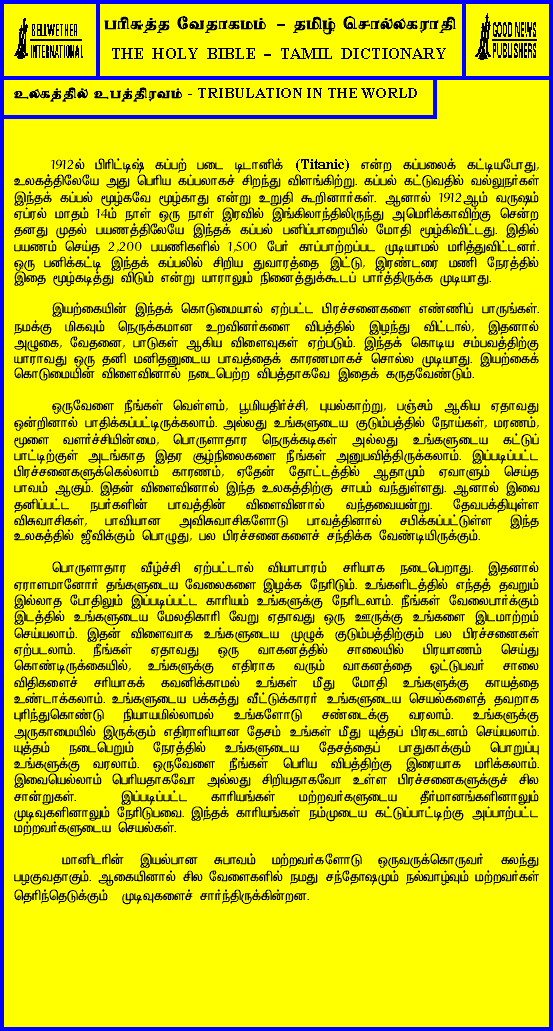 BELLWETHER
INTERNATIONAL
பரிசுத்த வேதாகமம் – தமிழ் சொல்லகராதி
THE HOLY BIBLE – TAMIL DICTIONARY
GOOD NEWS
PUBLISHERS
உலகத்தில் உபத்திரவம் - TRIBULATION IN THE WORLD
1912ல் பிரிட்டிஷ் கப்பற் படை டிடானிக் (Titanic) என்ற கப்பலைக் கட்டியபோது,
உலகத்திலேயே அது பெரிய கப்பலாகச் சிறந்து விளங்கிற்று. கப்பல் கட்டுவதில் வல்லுநர்கள்
இந்தக் கப்பல் மூழ்கவே மூழ்காது என்று உறுதி கூறினார்கள். ஆனால் 1912ஆம் வருஷம்
ஏப்ரல் மாதம் 14ம் நாள் ஒரு நாள் இரவில் இங்கிலாந்திலிருந்து அமெரிக்காவிற்கு சென்ற
தனது முதல் பயணத்திலேயே இந்தக் கப்பல் பனிப்பாறையில் மோதி மூழ்கிவிட்டது. இதில்
பயணம் செய்த 2,200 பயணிகளில் 1,500 பேர் காப்பாற்றப்பட முடியாமல் மரித்துவிட்டனர்.
ஒரு பனிக்கட்டி இந்தக் கப்பலில் சிறிய துவாரத்தை இட்டு, இரண்டரை மணி நேரத்தில்
இதை மூழ்கடித்து விடும் என்று யாராலும் நினைத்துக்கூடப் பார்த்திருக்க முடியாது.
இயற்கையின் இந்தக் கொடுமையால் ஏற்பட்ட பிரச்சனைகளை எண்ணிப் பாருங்கள்.
நமக்கு மிகவும் நெருக்கமான உறவினர்களை விபத்தில் இழந்து விட்டால், இதனால்
அழுகை, வேதனை, பாடுகள் ஆகிய விளைவுகள் ஏற்படும். இந்தக் கொடிய சம்பவத்திற்கு
யாராவது ஒரு தனி மனிதனுடைய பாவத்தைக் காரணமாகச் சொல்ல முடியாது. இயற்கைக்
கொடுமையின் விளைவினால் நடைபெற்ற விபத்தாகவே இதைக் கருதவேண்டும்.
ஒருவேளை நீங்கள் வெள்ளம், பூமியதிர்ச்சி, புயல்காற்று, பஞ்சம் ஆகிய ஏதாவது
ஒன்றினால் பாதிக்கப்பட்டிருக்கலாம். அல்லது உங்களுடைய குடும்பத்தில் நோய்கள், மரணம்,
மூளை வளர்ச்சியின்மை, பொருளாதார நெருக்கடிகள் அல்லது உங்களுடைய கட்டுப்
பாட்டிற்குள் அடங்காத இதர சூழ்நிலைகளை நீங்கள் அனுபவித்திருக்கலாம். இப்படிப்பட்ட
பிரச்சனைகளுக்கெல்லாம் காரணம், ஏதேன் தோட்டத்தில் ஆதாமும் ஏவாளும் செய்த
பாவம் ஆகும். இதன் விளைவினால் இந்த உலகத்திற்கு சாபம் வந்துள்ளது. ஆனால் இவை
தனிப்பட்ட நபர்களின் பாவத்தின் விளைவினால் வந்தவையன்று. தேவபக்தியுள்ள
விசுவாசிகள், பாவியான அவிசுவாசிகளோடு பாவத்தினால் சபிக்கப்பட்டுள்ள இந்த
உலகத்தில் ஜீவிக்கும் பொழுது, பல பிரச்சனைகளைச் சந்திக்க வேண்டியிருக்கும்.
பொருளாதார வீழ்ச்சி ஏற்பட்டால் வியாபாரம் சரியாக நடைபெறாது. இதனால்
ஏராளமானோர் தங்களுடைய வேலைகளை இழக்க நேரிடும். உங்களிடத்தில் எந்தத் தவறும்
இல்லாத போதிலும் இப்படிப்பட்ட காரியம் உங்களுக்கு நேரிடலாம். நீங்கள் வேலைபார்க்கும்
இடத்தில் உங்களுடைய மேலதிகாரி வேறு ஏதாவது ஒரு ஊருக்கு உங்களை இடமாற்றம்
செய்யலாம். இதன் விளைவாக உங்களுடைய முழுக் குடும்பத்திற்கும் பல பிரச்சனைகள்
ஏற்படலாம். நீங்கள் ஏதாவது ஒரு வாகனத்தில் சாலையில் பிரயாணம் செய்து
கொண்டிருக்கையில், உங்களுக்கு எதிராக வரும் வாகனத்தை ஓட்டுபவர் சாலை
விதிகளைச் சரியாகக் கவனிக்காமல் உங்கள் மீது மோதி உங்களுக்கு காயத்தை
உண்டாக்கலாம். உங்களுடைய பக்கத்து வீட்டுக்காரர் உங்களுடைய செயல்களைத் தவறாக
புரிந்துகொண்டு நியாயமில்லாமல் உங்களோடு சண்டைக்கு வரலாம். உங்களுக்கு
அருகாமையில் இருக்கும் எதிராளியான தேசம் உங்கள் மீது யுத்தப் பிரகடனம் செய்யலாம்.
யுத்தம் நடைபெறும் நேரத்தில் உங்களுடைய தேசத்தைப் பாதுகாக்கும் பொறுப்பு
உங்களுக்கு வரலாம். ஒருவேளை நீங்கள் பெரிய விபத்திற்கு இரையாக மரிக்கலாம்.
இவையெல்லாம் பெரியதாகவோ அல்லது சிறியதாகவோ உள்ள பிரச்சனைகளுக்குச் சில
சான்றுகள். இப்படிப்பட்ட காரியங்கள் மற்றவர்களுடைய தீர்மானங்களினாலும்
முடிவுகளினாலும் நேரிடுபவை. இந்தக் காரியங்கள் நம்முடைய கட்டுப்பாட்டிற்கு அப்பாற்பட்ட
மற்றவர்களுடைய செயல்கள்.
மானிடரின் இயல்பான சுபாவம் மற்றவர்களோடு ஒருவருக்கொருவர் கலந்து
பழகுவதாகும். ஆகையினால் சில வேளைகளில் நமது சந்தோஷமும் நல்வாழ்வும் மற்றவர்கள்
தெரிந்தெடுக்கும் முடிவுகளைச் சார்ந்திருக்கின்றன.